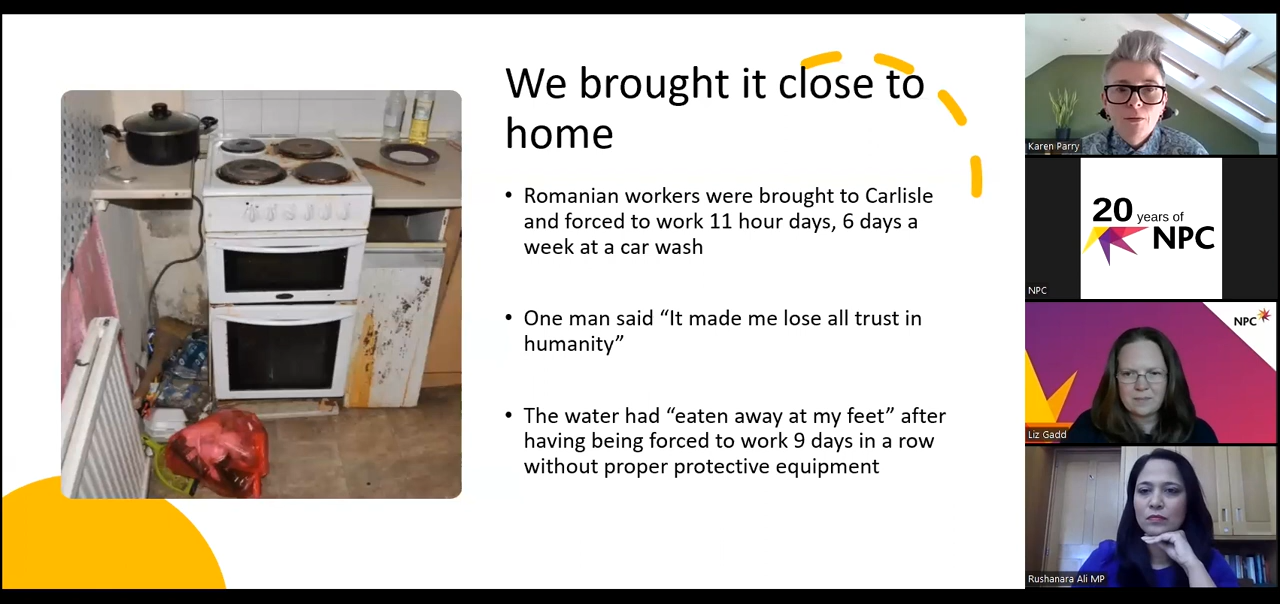 We brought it close to
home
• Romanian workers were brought to Carlisle
and forced to work 11 hour days, 6 days a
week at a car wash
• One man said “It made me lose all trust in
humanity”
• The water had “eaten away at my feet” after
having being forced to work 9 days in a row
without proper protective equipment
Karen Parry
20 years of
NPC
NPC
NPC
Liz Gadd
Rushanara Ali MP